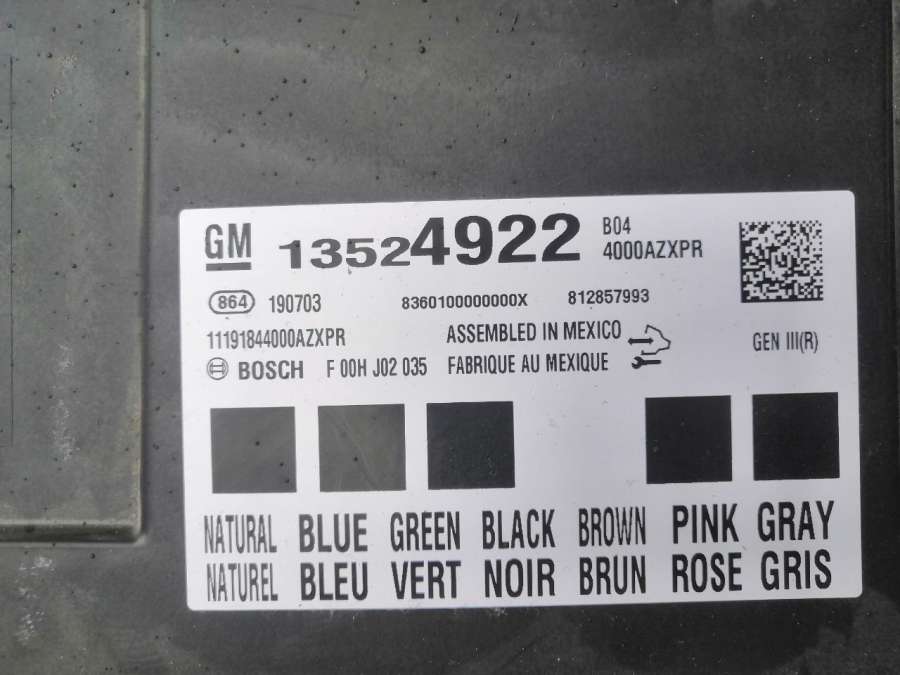 GM 13524922 B04
4000AZXPR
864 190703 8360100000000X 812857993
11191844000AZXPR ASSEMBLED IN MEXICO GEN III(R)
BOSCH F 00H J02 035 FABRIQUE AU MEXIQUE
NATURAL BLUE GREEN BLACK BROWN PINK GRAY
NATUREL BLEU VERT NOIR BRUN ROSE GRIS